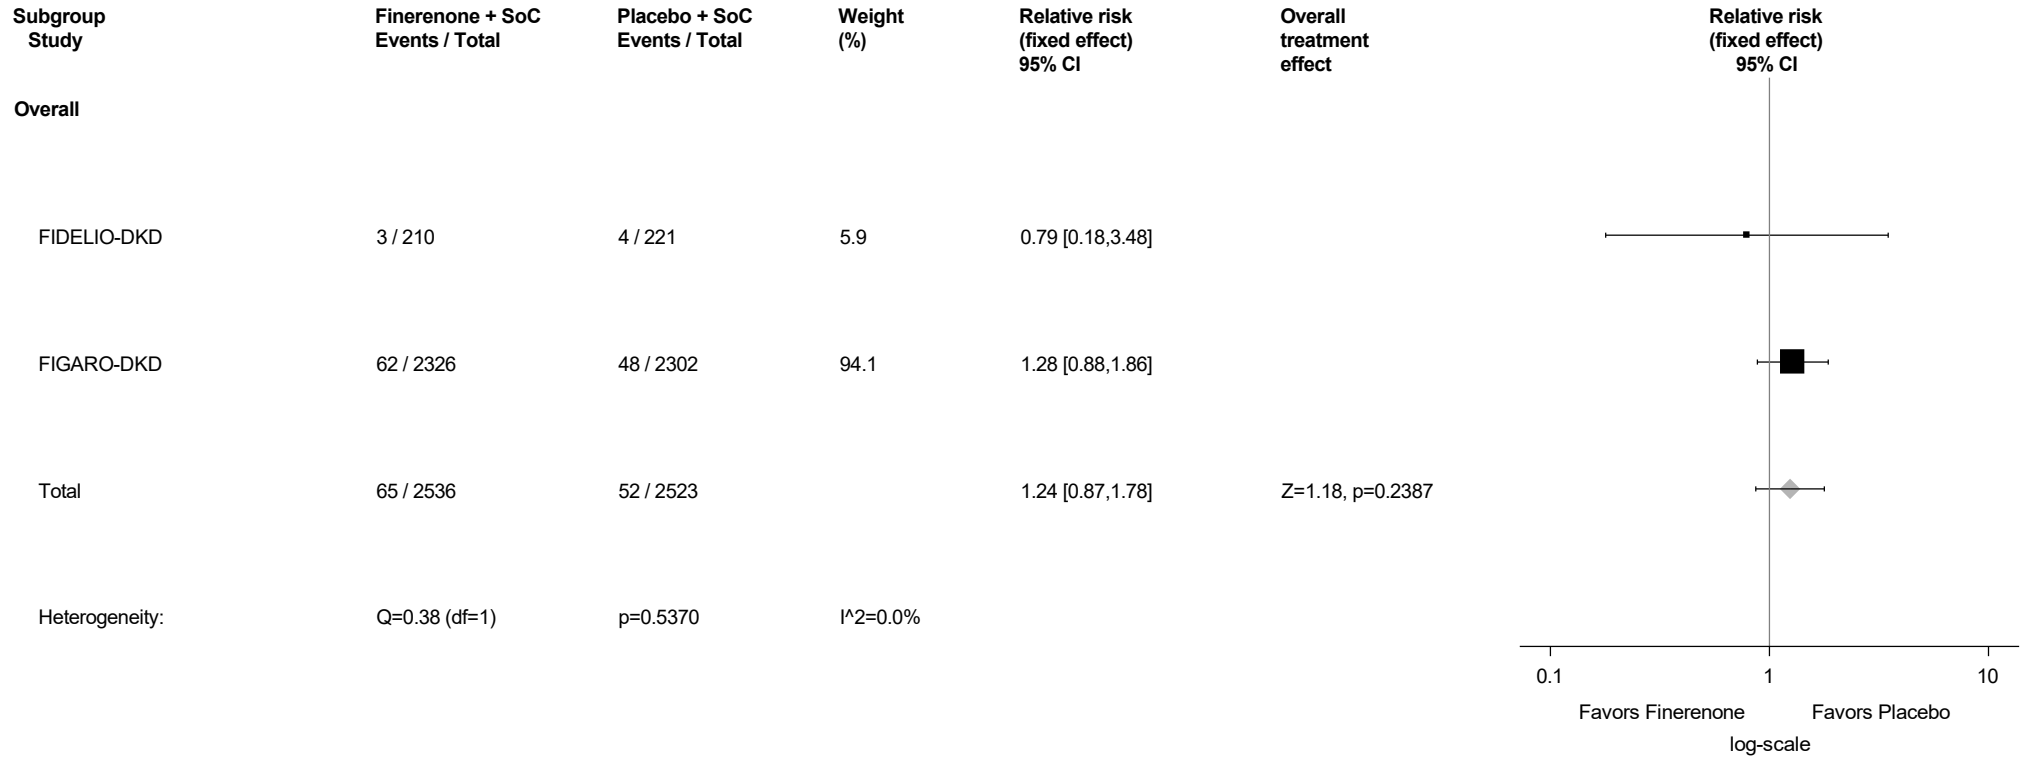 Subgroup Finerenone + SoC Placebo + SoC Weight Relative risk Overall Relative risk
Study Events / Total Events / Total (%) (fixed effect) treatment (fixed effect)
95% CI effect 95% CI
Overall
FIDELIO-DKD 3 / 210 4 / 221 5.9 0.79 [0.18,3.48]
FIGARO-DKD 62 / 2326 48 / 2302 94.1 1.28 [0.88,1.86]
Total 65 / 2536 52 / 2523 1.24 [0.87,1.78] Z=1.18, p=0.2387
Heterogeneity: Q=0.38 (df=1) p=0.5370 I^2=0.0%
0.1 1 10
Favors Finerenone Favors Placebo
log-scale